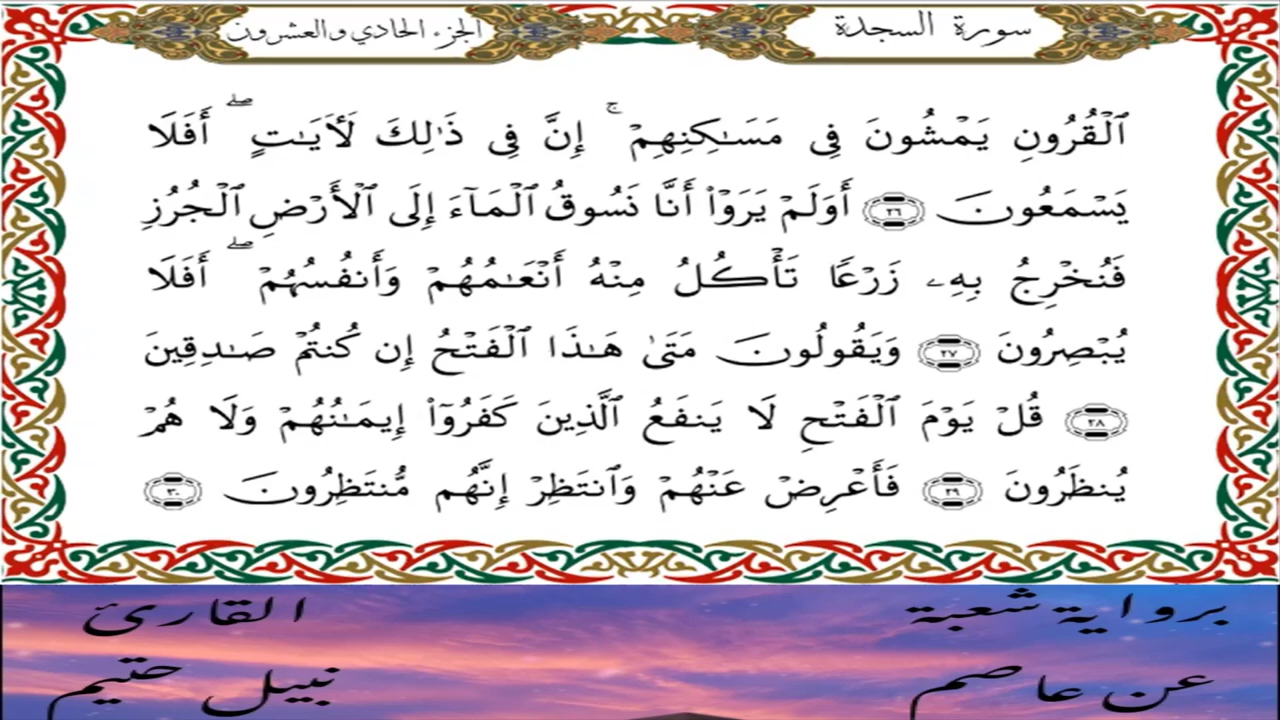 سورة السجدة
الجزء الحادي والعشرون
ٱلۡقُرُونِ يَمۡشُونَ فِي مَسَٰكِنِهِمۡۚ إِنَّ فِي ذَٰلِكَ لَأٓيَٰتٍۖ أَفَلَا
يَسۡمَعُونَ ٢٦ أَوَلَمۡ يَرَوۡاْ أَنَّا نَسُوقُ ٱلۡمَآءَ إِلَى ٱلۡأَرۡضِ ٱلۡجُرُزِ
فَنُخۡرِجُ بِهِۦ زَرۡعٗا تَأۡكُلُ مِنۡهُ أَنۡعَٰمُهُمۡ وَأَنفُسُهُمۡۖ أَفَلَا
يُبۡصِرُونَ ٢٧ وَيَقُولُونَ مَتَىٰ هَٰذَا ٱلۡفَتۡحُ إِن كُنتُمۡ صَٰدِقِينَ
٢٨ قُلۡ يَوۡمَ ٱلۡفَتۡحِ لَا يَنفَعُ ٱلَّذِينَ كَفَرُوٓاْ إِيمَٰنُهُمۡ وَلَا هُمۡ
يُنظَرُونَ ٢٩ فَأَعۡرِضۡ عَنۡهُمۡ وَٱنتَظِرۡ إِنَّهُم مُّنتَظِرُونَ ٣٠
برواية شعبة
عن عاصم
القارئ
نبيل حتيم